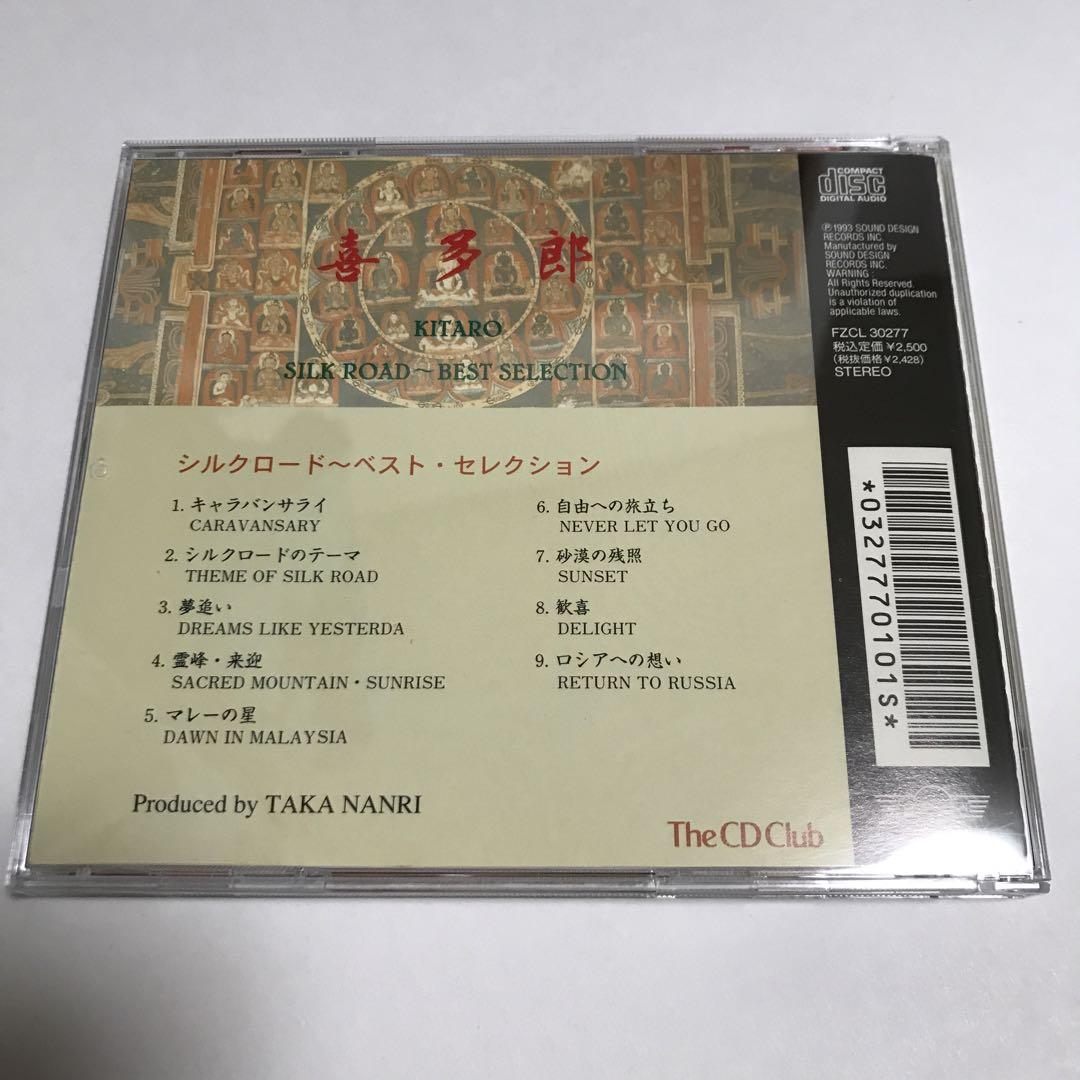 喜多郎
KITARO
SILK ROAD～BEST SELECTION
シルクロード～ベスト・セレクション
1. キャラバンサライ
CARAVANSARY
2. シルクロードのテーマ
THEME OF SILK ROAD
3. 夢追い
DREAMS LIKE YESTERDA
4. 霊峰・来迎
SACRED MOUNTAIN・SUNRISE
5. マレーの星
DAWN IN MALAYSIA
6. 自由への旅立ち
NEVER LET YOU GO
7. 砂漠の残照
SUNSET
8. 歓喜
DELIGHT
9. ロシアへの想い
RETURN TO RUSSIA
Produced by TAKA NANRI
The CD Club
COMPACT
disc
DIGITAL AUDIO
℗1993 SOUND DESIGN
RECORDS INC
Manufactured by
SOUND DESIGN
RECORDS INC.
WARNING :
All Rights Reserved.
Unauthorized duplication
is a violation of
applicable laws.
FZCL 30277
税込定価¥2,500
(税抜価格¥2,428)
STEREO
*0327770101S*